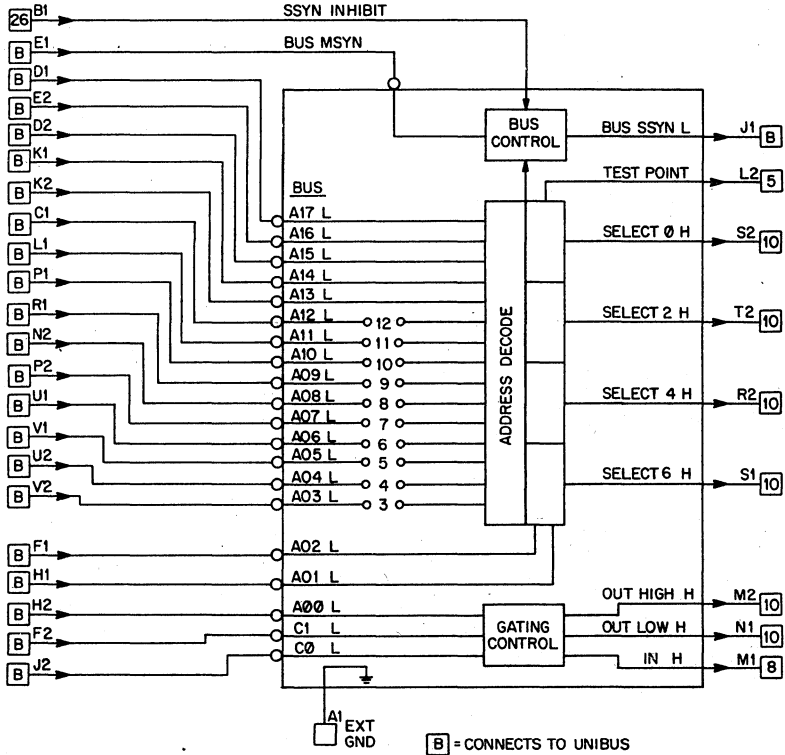 26 B1 SSYN INHIBIT
B E1 BUS MSYN
B D1
B E2
B D2
B K1
B K2
B C1
B L1
B P1
B R1
B N2
B P2
B U1
B V1
B U2
B V2
B F1
B H1
B H2
B F2
B J2
BUS
A17 L
A16 L
A15 L
A14 L
A13 L
A12 L 12
A11 L 11
A10 L 10
A09 L 9
A08 L 8
A07 L 7
A06 L 6
A05 L 5
A04 L 4
A03 L 3
A02 L
A01 L
A00 L
C1 L
C0 L
BUS
CONTROL
ADDRESS DECODE
GATING
CONTROL
BUS SSYN L J1 B
TEST POINT L2 5
SELECT 0 H S2 10
SELECT 2 H T2 10
SELECT 4 H R2 10
SELECT 6 H S1 10
OUT HIGH H M2 10
OUT LOW H N1 10
IN H M1 8
A1 EXT
GND
B = CONNECTS TO UNIBUS